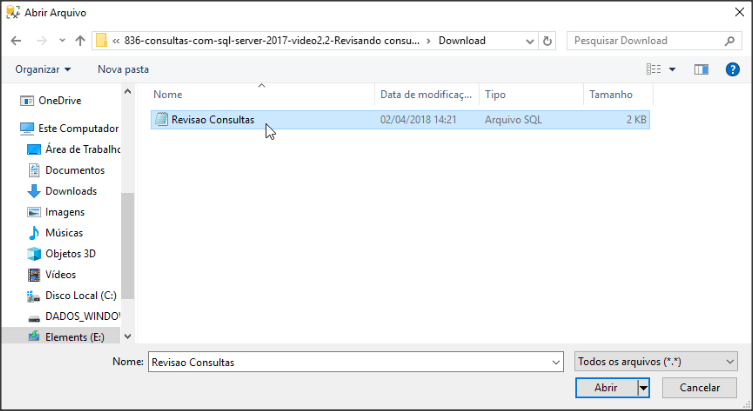 Abrir Arquivo
« 836-consultas-com-sql-server-2017-video2.2-Revisando consu... > Download
Pesquisar Download
Organizar
Nova pasta
Nome
Data de modificaç...
Tipo
Tamanho
Revisao Consultas
02/04/2018 14:21
Arquivo SQL
2 KB
OneDrive
Este Computador
Área de Trabalho
Documentos
Downloads
Imagens
Músicas
Objetos 3D
Vídeos
Disco Local (C:)
DADOS_WINDOW
Elements (E:)
Nome:
Revisao Consultas
Todos os arquivos (*.*)
Abrir
Cancelar